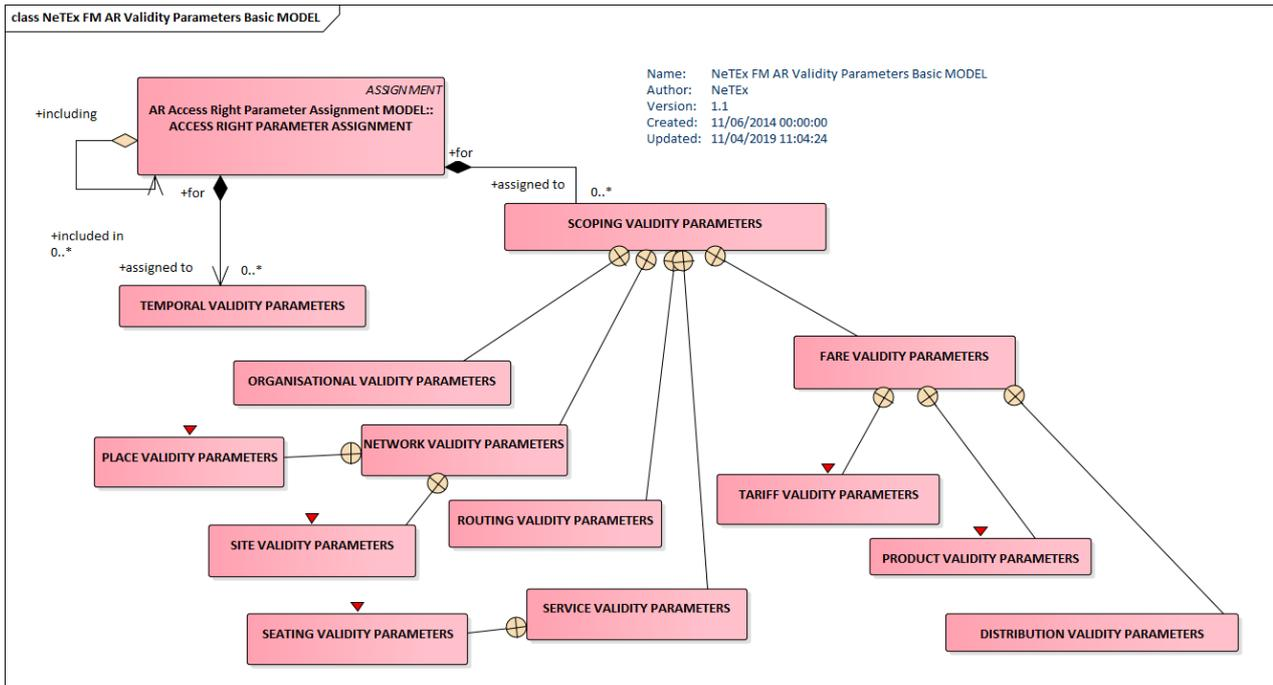 class NeTEx FM AR Validity Parameters Basic MODEL
ASSIGNMENT
AR Access Right Parameter Assignment MODEL::
ACCESS RIGHT PARAMETER ASSIGNMENT
Name: NeTEx FM AR Validity Parameters Basic MODEL
Author: NeTEx
Version: 1.1
Created: 11/06/2014 00:00:00
Updated: 11/04/2019 11:04:24
+including
+for
+for
+assigned to
0..*
SCOPING VALIDITY PARAMETERS
+included in
0..*
+assigned to
0..*
TEMPORAL VALIDITY PARAMETERS
FARE VALIDITY PARAMETERS
ORGANISATIONAL VALIDITY PARAMETERS
NETWORK VALIDITY PARAMETERS
PLACE VALIDITY PARAMETERS
TARIFF VALIDITY PARAMETERS
ROUTING VALIDITY PARAMETERS
SITE VALIDITY PARAMETERS
PRODUCT VALIDITY PARAMETERS
SERVICE VALIDITY PARAMETERS
SEATING VALIDITY PARAMETERS
DISTRIBUTION VALIDITY PARAMETERS